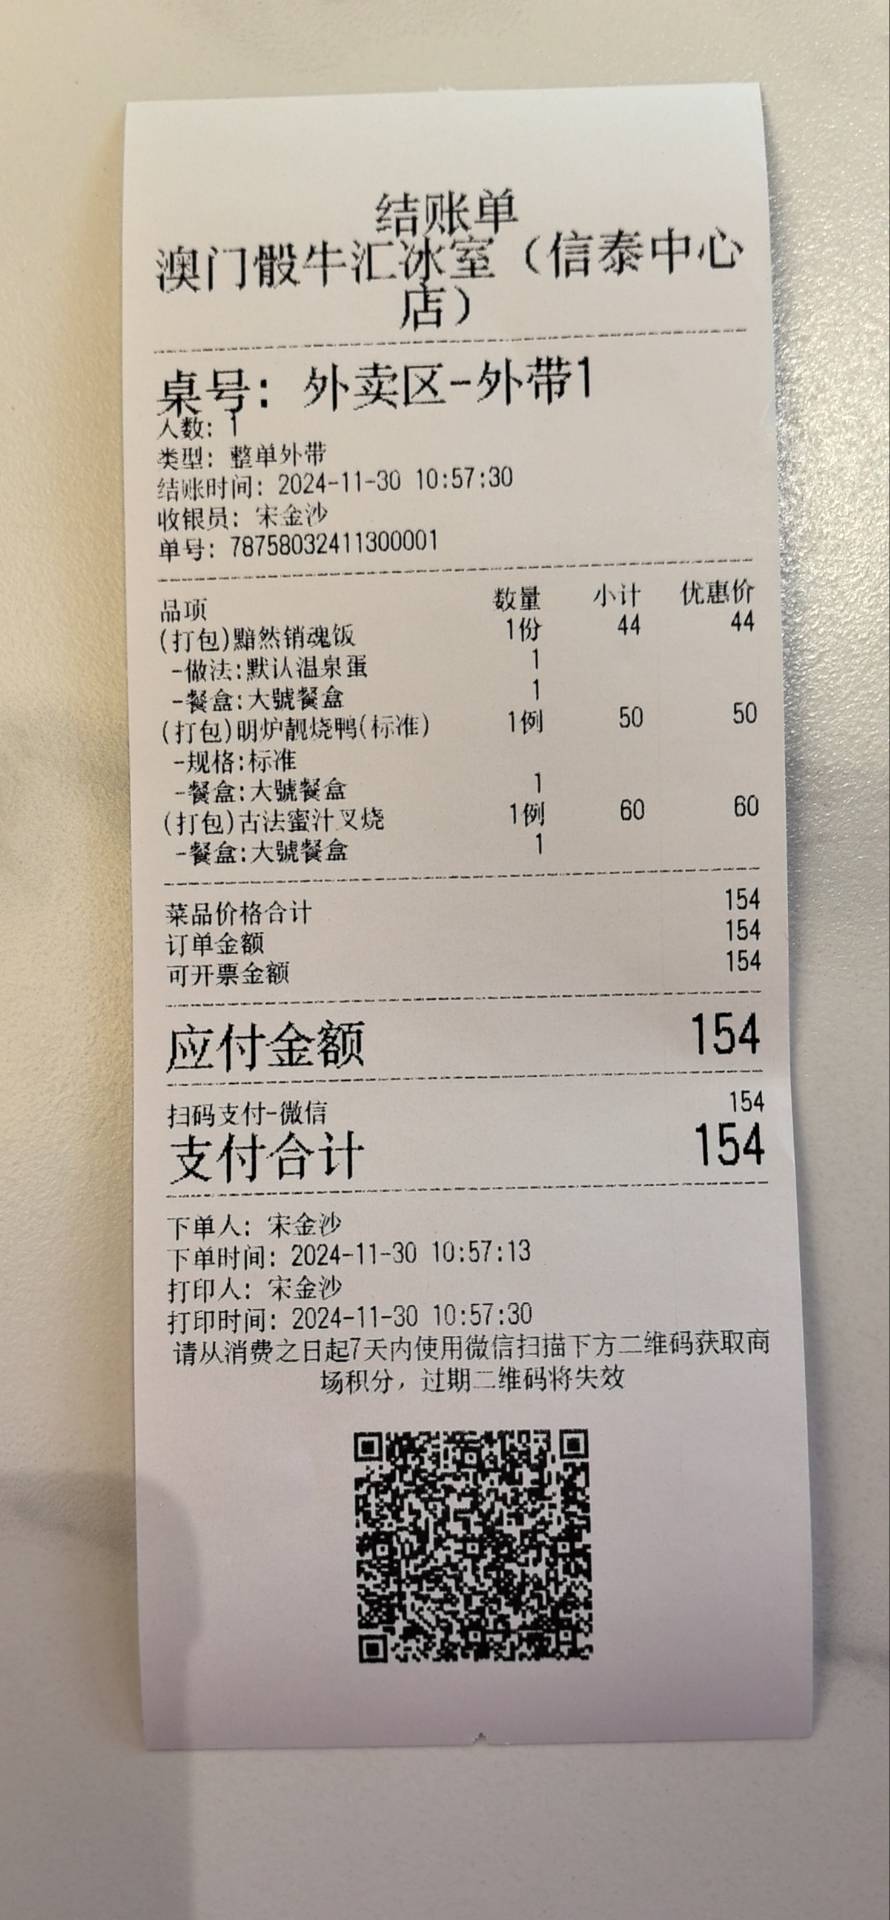 结账单
澳门骰牛汇冰室（信泰中心
店）
桌号: 外卖区-外带1
人数: 1
类型: 整单外带
结账时间: 2024-11-30 10:57:30
收银员: 宋金沙
单号: 78758032411300001
品项 数量 小计 优惠价
(打包)黯然销魂饭 1份 44 44
-做法:默认温泉蛋 1
-餐盒:大號餐盒 1
(打包)明炉靓烧鸭(标准) 1例 50 50
-规格:标准
-餐盒:大號餐盒 1
(打包)古法蜜汁叉烧 1例 60 60
-餐盒:大號餐盒 1
菜品价格合计 154
订单金额 154
可开票金额 154
应付金额 154
扫码支付-微信 154
支付合计 154
下单人: 宋金沙
下单时间: 2024-11-30 10:57:13
打印人: 宋金沙
打印时间: 2024-11-30 10:57:30
请从消费之日起7天内使用微信扫描下方二维码获取商
场积分，过期二维码将失效